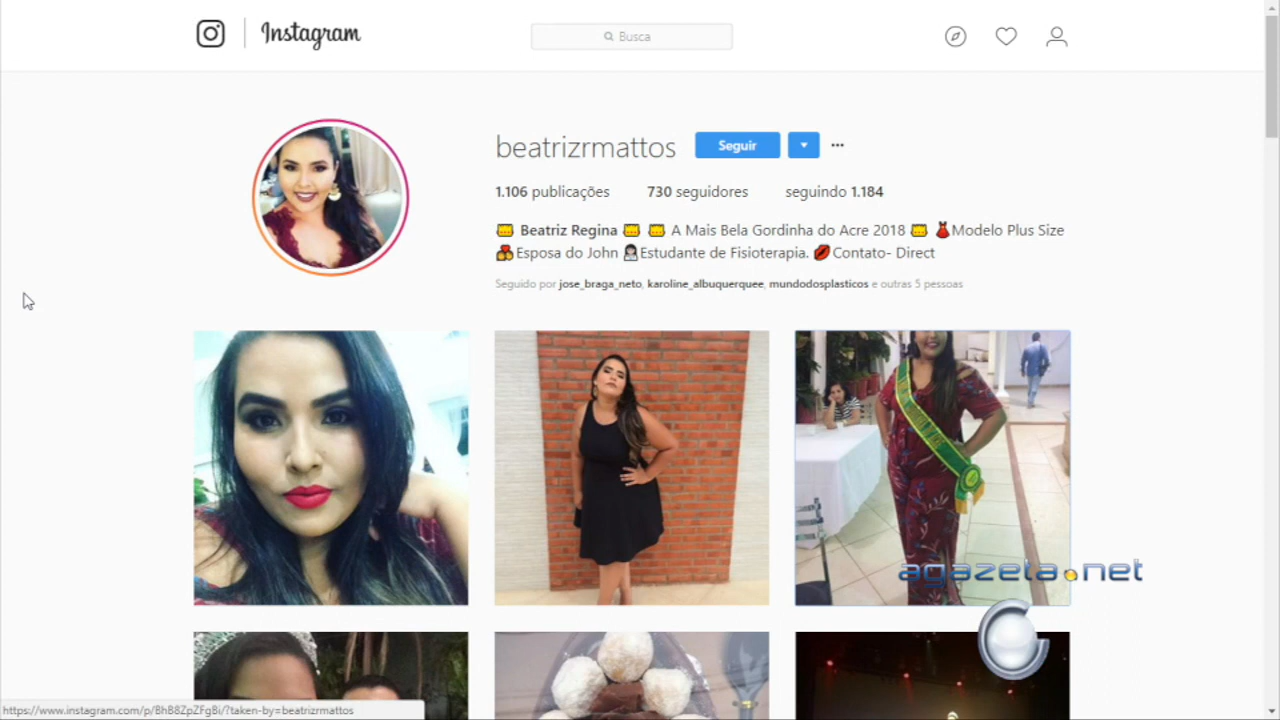 Instagram
Busca
beatrizrmattos Seguir
1.106 publicações 730 seguidores seguindo 1.184
Beatriz Regina A Mais Bela Gordinha do Acre 2018 Modelo Plus Size
Esposa do John Estudante de Fisioterapia. Contato- Direct
Seguido por jose_braga_neto, karoline_albuquerquee, mundodosplasticos e outras 5 pessoas
agazeta.net
https://www.instagram.com/p/BhB8ZpZFgBi/?taken-by=beatrizrmattos